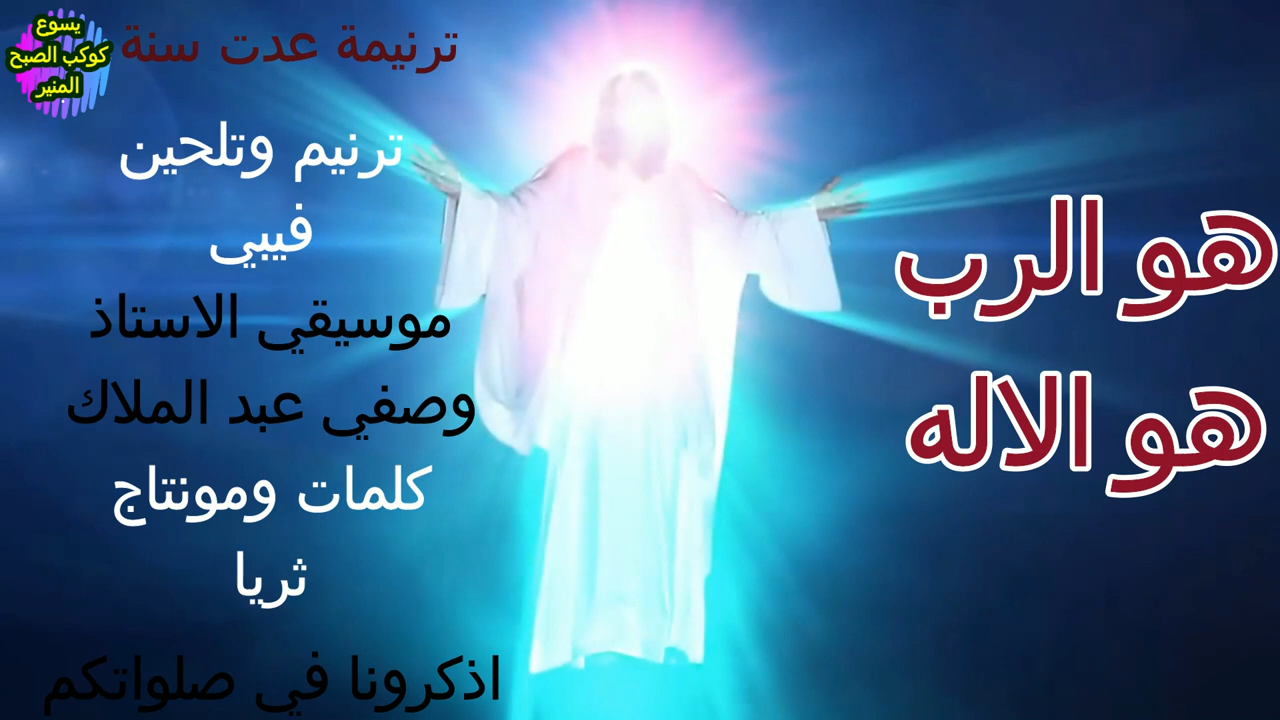 يسوع
كوكب الصبح
المنير
ترنيمة عدت سنة
ترنيم وتلحين
فيبي
موسيقي الاستاذ
وصفي عبد الملاك
كلمات ومونتاج
ثريا
اذكرونا في صلواتكم
هو الرب
هو الاله